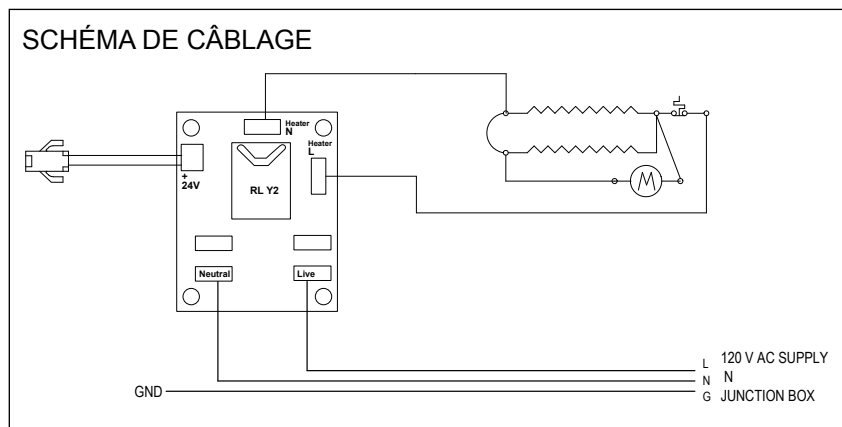 SCHÉMA DE CÂBLAGE
Heater
N
Heater
L
+
24V
RL Y2
M
Neutral
Live
L 120 V AC SUPPLY
N N
GND
G JUNCTION BOX